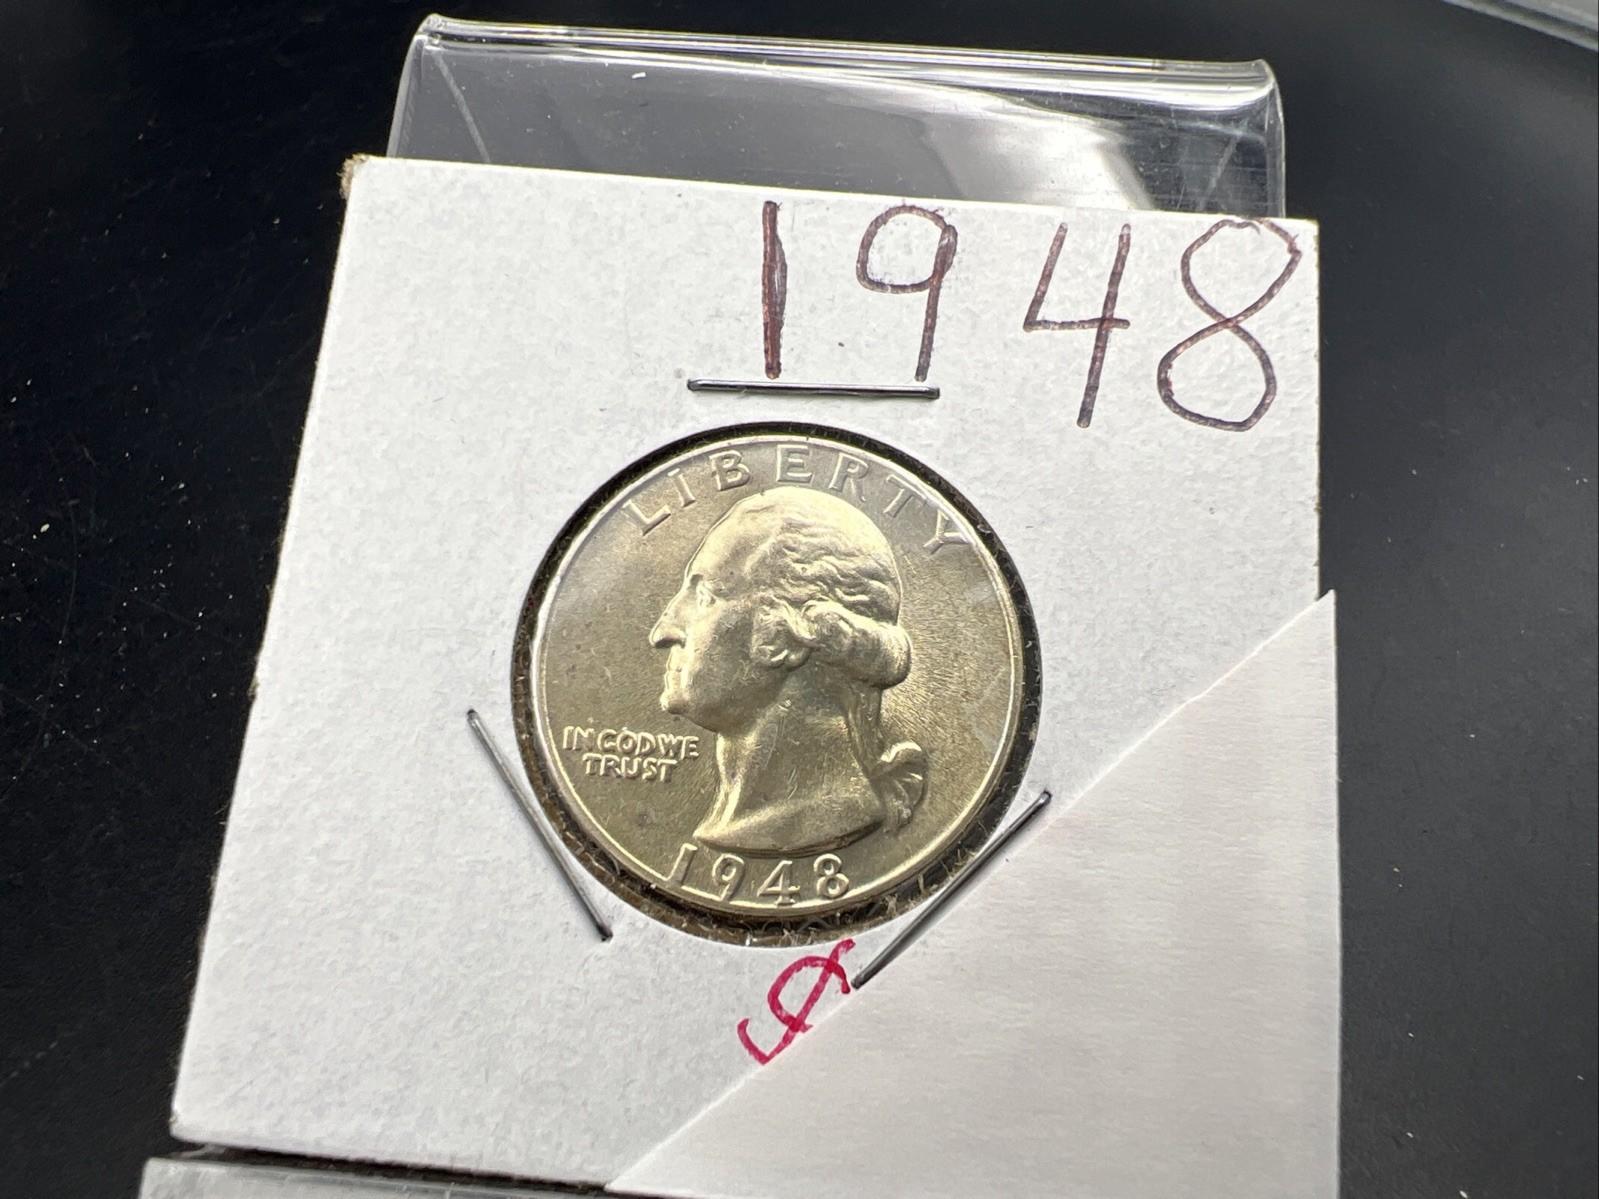 1948
LIBERTY
IN GOD WE
TRUST
1948